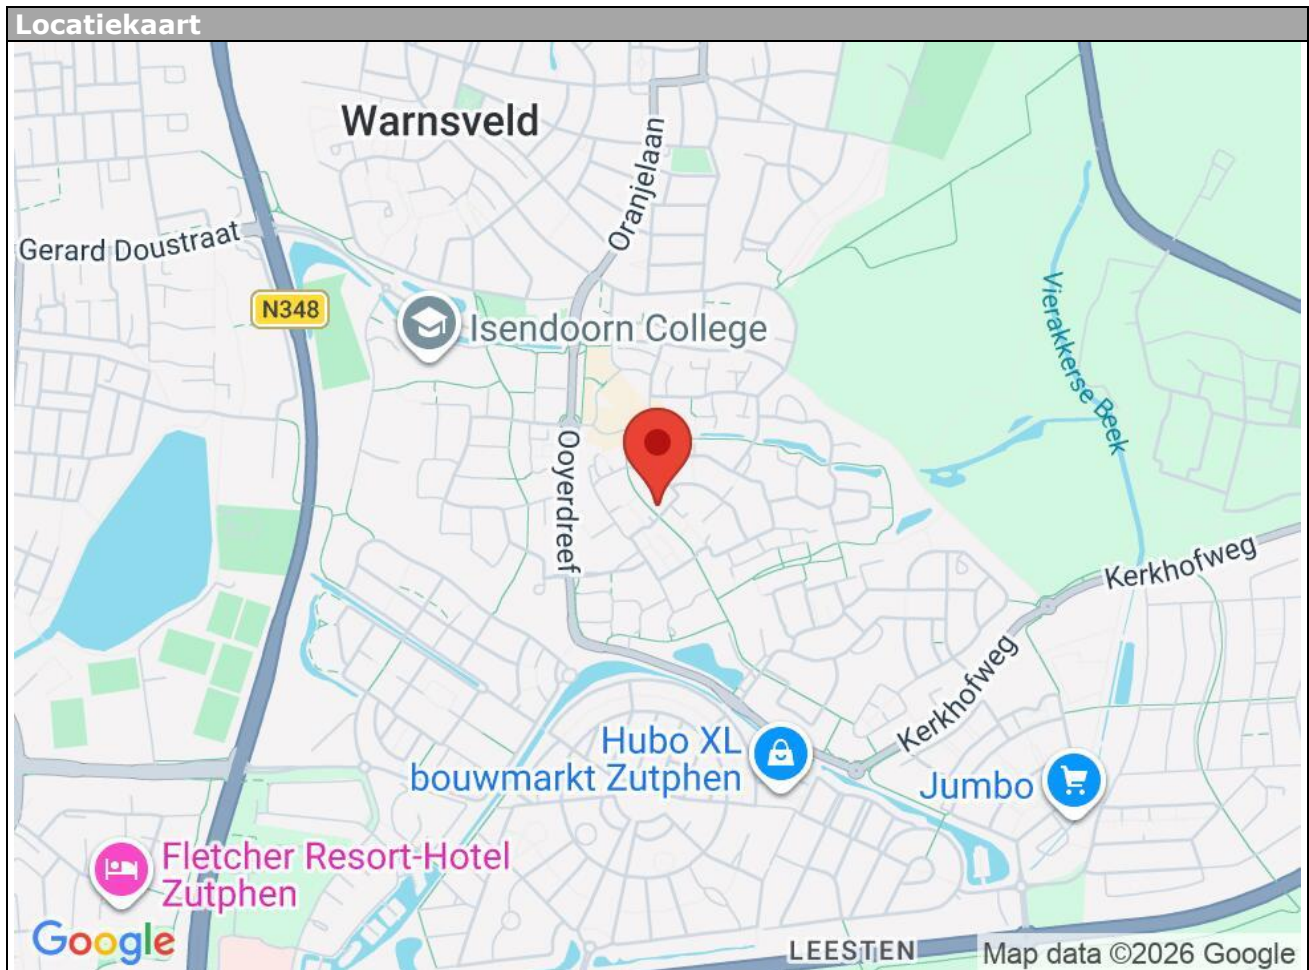 Locatiekaart
Warnsveld
Oranjelaan
Gerard Doustraat
N348
Isendoorn College
Vierakkerse Beek
Ooyerdreef
Kerkhofweg
Kerkhofweg
Hubo XL
bouwmarkt Zutphen
Jumbo
Fletcher Resort-Hotel
Zutphen
Google
LEESTEN
Map data ©2026 Google